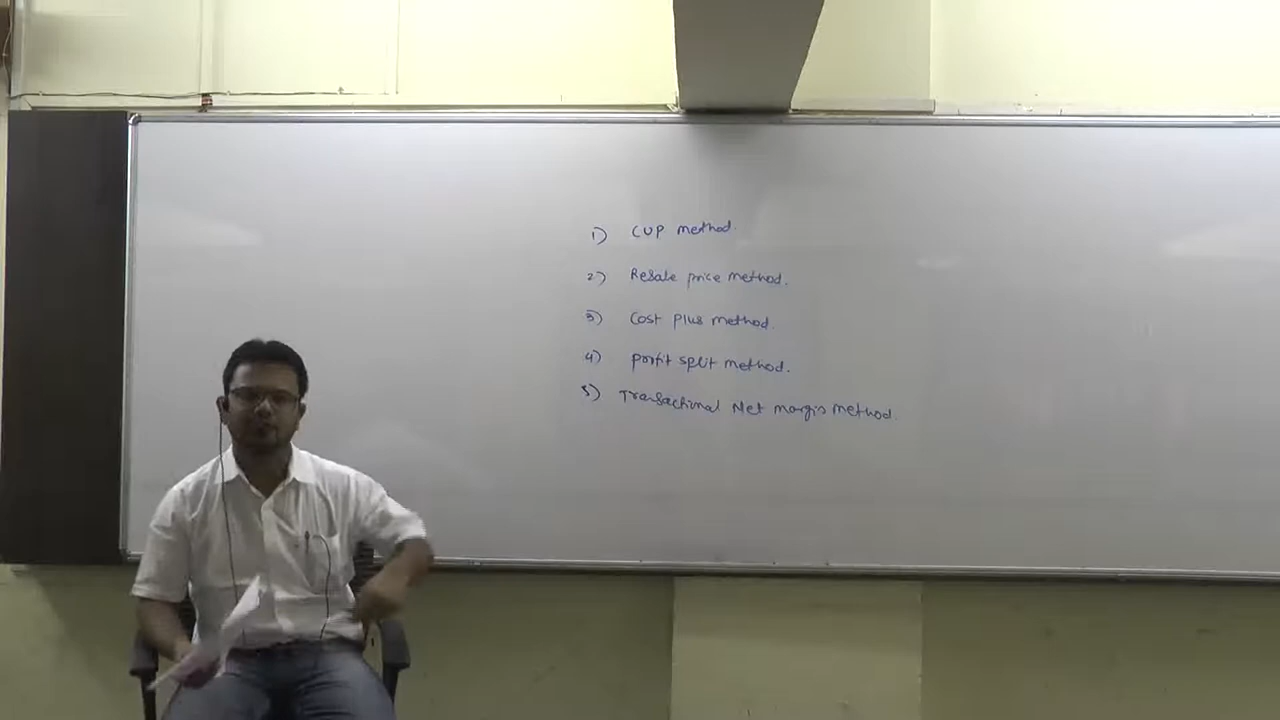 1) CUP method.
2) Resale price method.
3) Cost Plus method.
4) profit split method.
5) Transactional Net margin method.